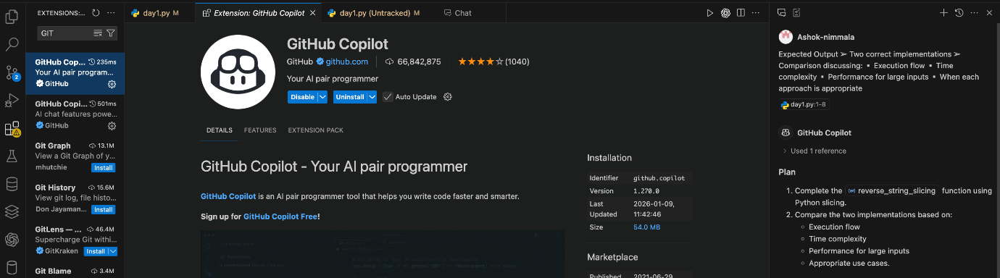 EXTENSIONS:...
GIT
GitHub Cop... 235ms
Your AI pair program...
GitHub
GitHub Copi... 501ms
AI chat features powe...
GitHub
Git Graph 13.1M
View a Git Graph of y...
mhutchie Install
Git History 15.6M
View git log, file histo...
Don Jayaman... Install
GitLens — ... 46.4M
Supercharge Git withi...
GitKraken Install
Git Blame 3.4M
2
day1.py M
Extension: GitHub Copilot
day1.py (Untracked) M
Chat
GitHub Copilot
GitHub github.com 66,842,875 (1040)
Your AI pair programmer
Disable Uninstall Auto Update
DETAILS FEATURES EXTENSION PACK
GitHub Copilot - Your AI pair programmer
GitHub Copilot is an AI pair programmer tool that helps you write code faster and smarter.
Sign up for GitHub Copilot Free!
Installation
Identifier github.copilot
Version 1.270.0
Last 2026-01-09,
Updated 11:42:46
Size 54.0 MB
Marketplace
Published 2021-06-29,
Ashok-nimmala
Expected Output ➢ Two correct implementations ➢
Comparison discussing: ▪ Execution flow ▪ Time
complexity ▪ Performance for large inputs ▪ When each
approach is appropriate
day1.py:1-8
GitHub Copilot
Used 1 reference
Plan
1. Complete the reverse_string_slicing function using
Python slicing.
2. Compare the two implementations based on:
Execution flow
Time complexity
Performance for large inputs
Appropriate use cases.